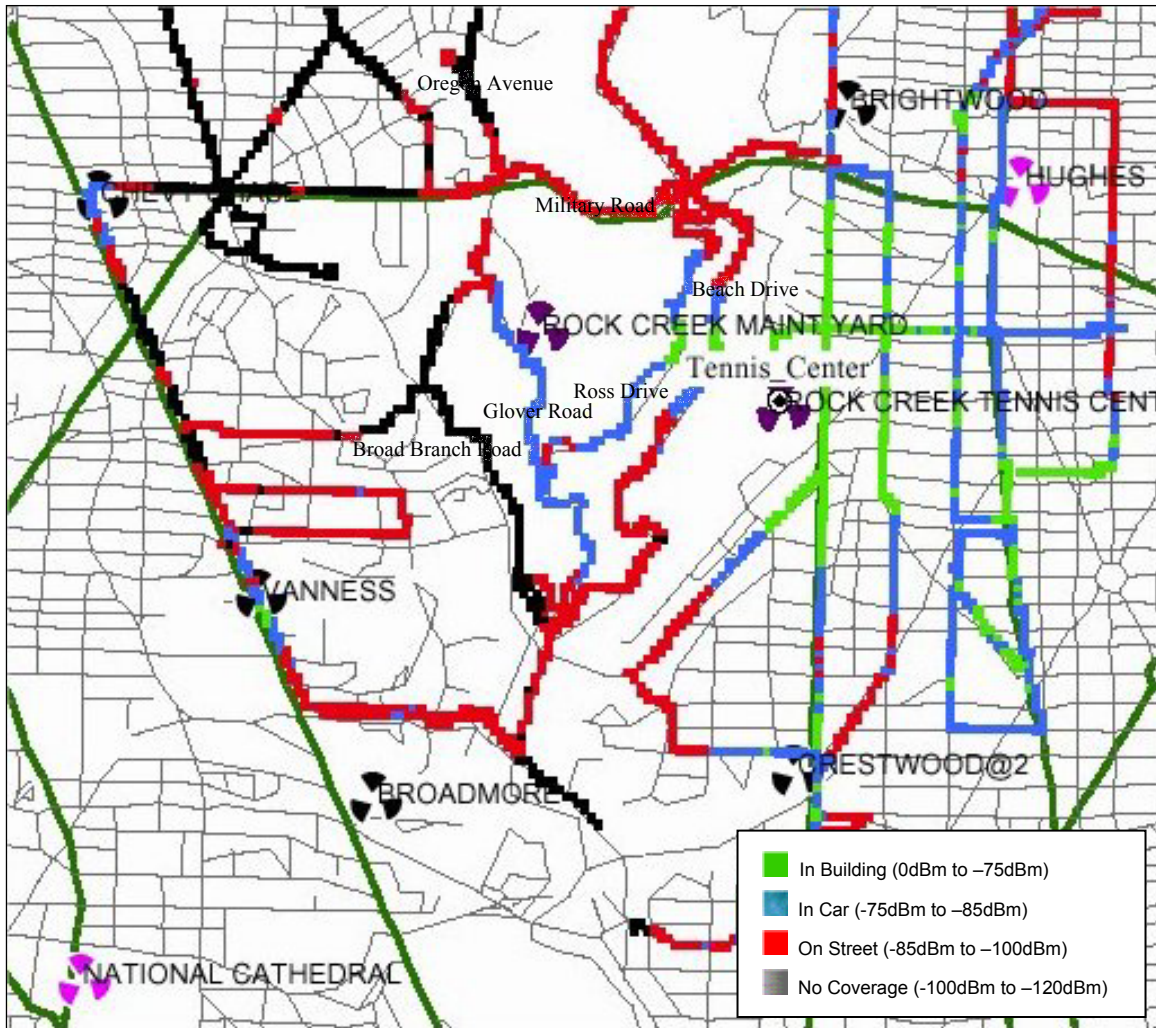 Oregon Avenue
BRIGHTWOOD
HUGHES
Military Road
Beach Drive
ROCK CREEK MAINT YARD
Tennis_Center
Ross Drive
ROCK CREEK TENNIS CENT
Glover Road
Broad Branch Road
VANNESS
CRESTWOOD@2
BROADMORE
NATIONAL CATHEDRAL
In Building (0dBm to –75dBm)
In Car (-75dBm to –85dBm)
On Street (-85dBm to –100dBm)
No Coverage (-100dBm to –120dBm)